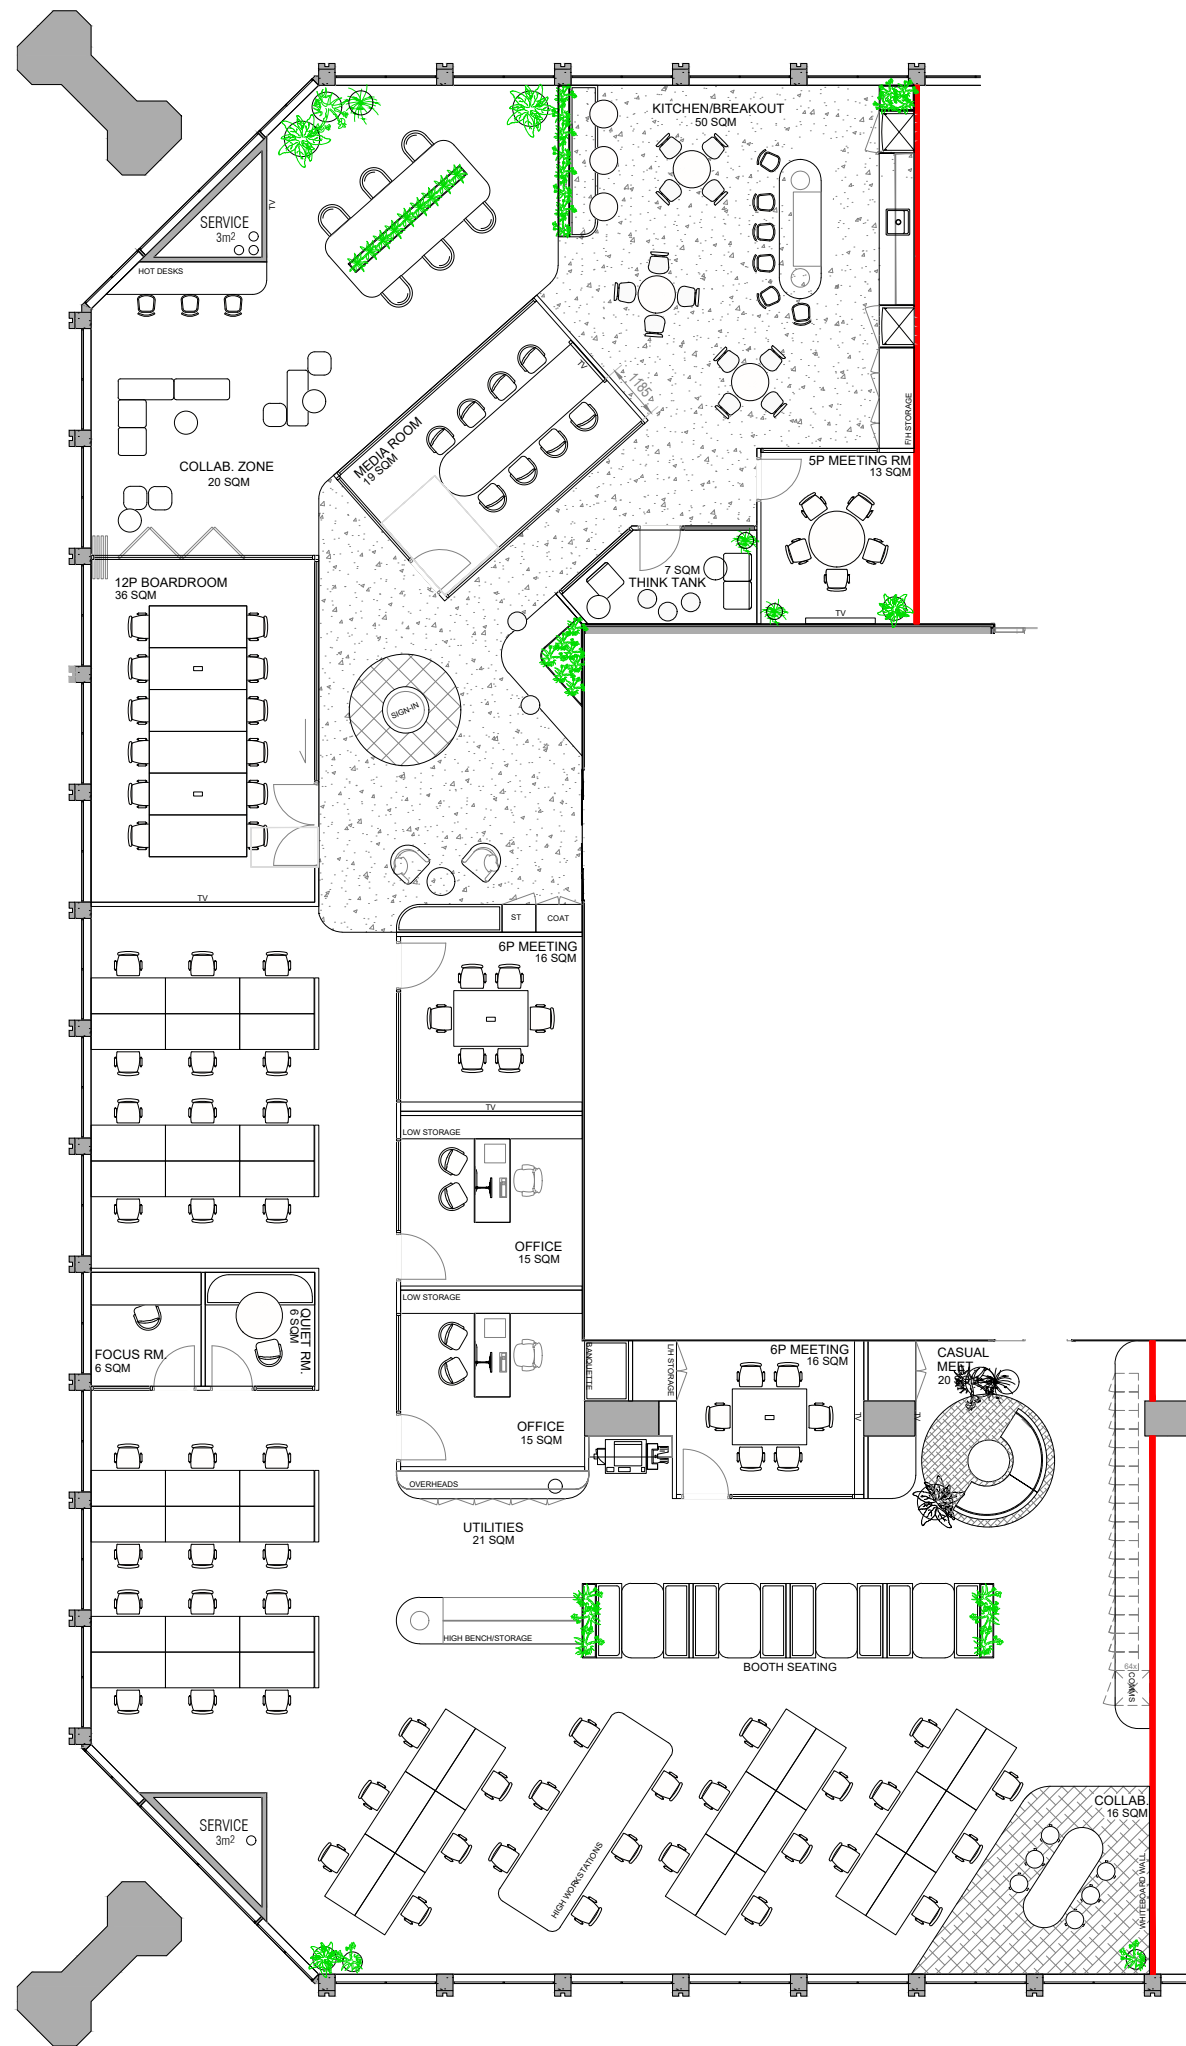 KITCHEN/BREAKOUT
50 SQM
TV
SERVICE
3m²
HOT DESKS
TV
1185
F/H STORAGE
MEDIA ROOM
19 SQM
5P MEETING RM
13 SQM
COLLAB. ZONE
20 SQM
7 SQM
THINK TANK
12P BOARDROOM
36 SQM
TV
SIGN-IN
TV
ST
COAT
6P MEETING
16 SQM
TV
LOW STORAGE
OFFICE
15 SQM
LOW STORAGE
QUIET RM.
6 SQM
FOCUS RM.
6 SQM
BANQUETTE
L/H STORAGE
6P MEETING
16 SQM
CASUAL
MEET
20
TV
TV
OFFICE
15 SQM
OVERHEADS
UTILITIES
21 SQM
HIGH BENCH/STORAGE
BOOTH SEATING
64x
COMMS
COLLAB.
16 SQM
SERVICE
3m²
HIGH WORKSTATIONS
WHITEBOARD WALL